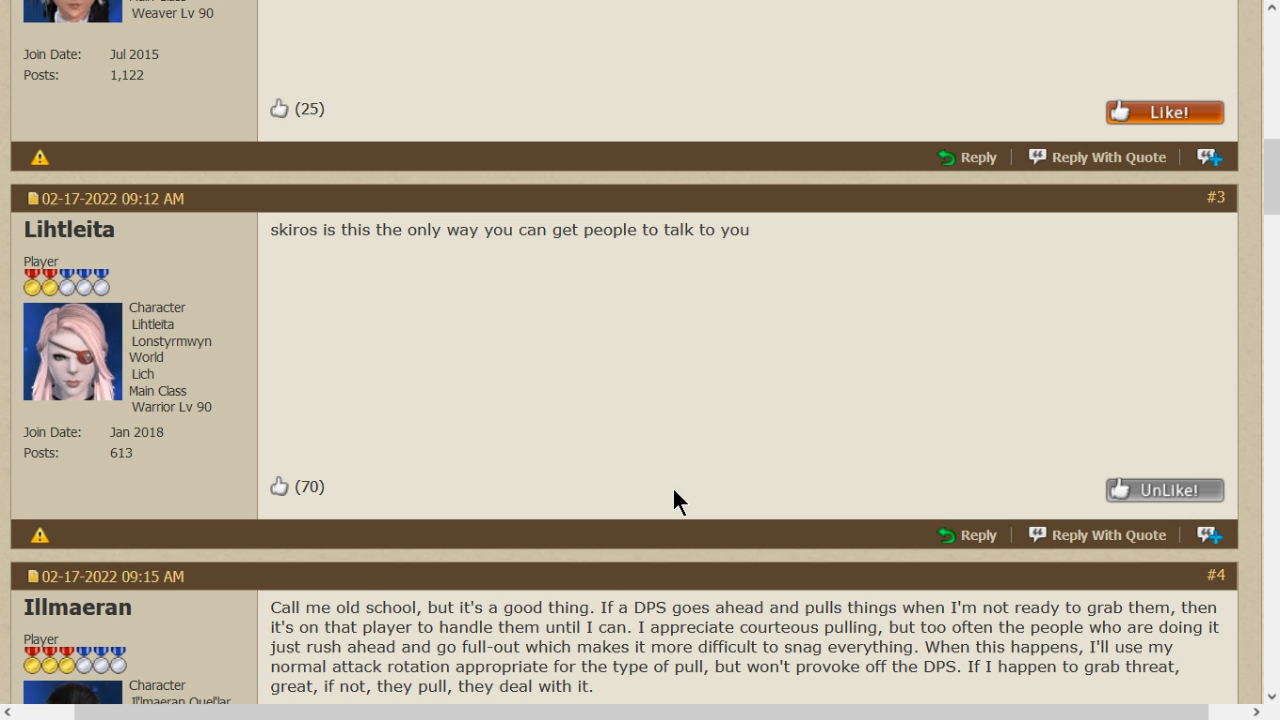 Weaver Lv 90
Join Date: Jul 2015
Posts: 1,122
(25)
Like!
Reply
Reply With Quote
02-17-2022 09:12 AM
#3
Lihtleita
skiros is this the only way you can get people to talk to you
Player
Character
Lihtleita
Lonstyrmwyn
World
Lich
Main Class
Warrior Lv 90
Join Date: Jan 2018
Posts: 613
(70)
UnLike!
Reply
Reply With Quote
02-17-2022 09:15 AM
#4
Illmaeran
Call me old school, but it's a good thing. If a DPS goes ahead and pulls things when I'm not ready to grab them, then
it's on that player to handle them until I can. I appreciate courteous pulling, but too often the people who are doing it
just rush ahead and go full-out which makes it more difficult to snag everything. When this happens, I'll use my
normal attack rotation appropriate for the type of pull, but won't provoke off the DPS. If I happen to grab threat,
great, if not, they pull, they deal with it.
Player
Character